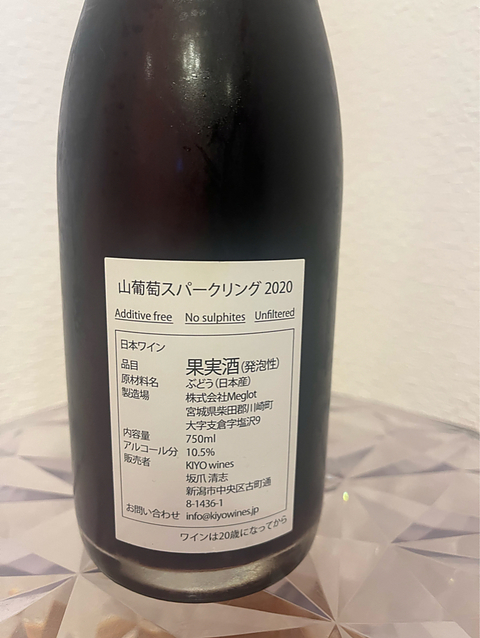 山葡萄スパークリング 2020
Additive free No sulphites Unfiltered
日本ワイン
品目 果実酒(発泡性)
原材料名 ぶどう(日本産)
製造場 株式会社Meglot
宮城県柴田郡川崎町
大字支倉字塩沢9
内容量 750ml
アルコール分 10.5%
販売者 KIYO wines
坂爪 清志
新潟市中央区古町通
8-1436-1
お問い合わせ info@kiyowines.jp
ワインは20歳になってから